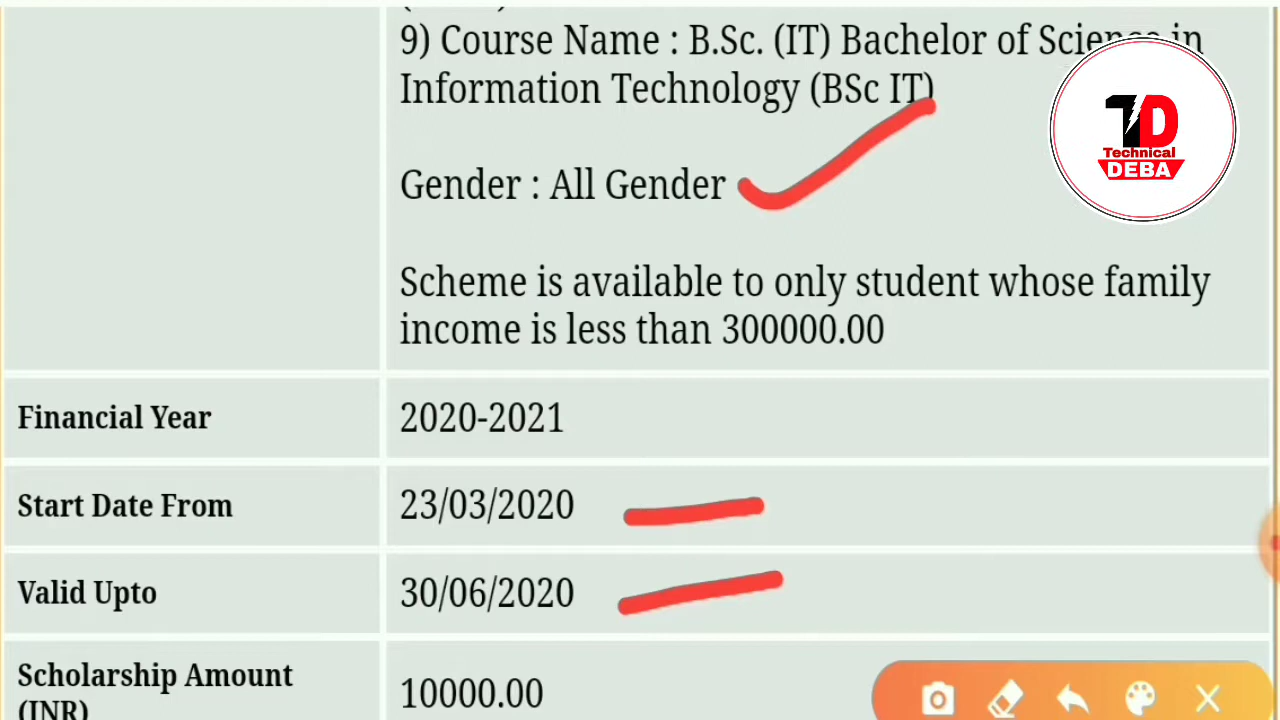 9) Course Name : B.Sc. (IT) Bachelor of Science in
Information Technology (BSc IT)
Gender : All Gender
Scheme is available to only student whose family
income is less than 300000.00
Financial Year
2020-2021
Start Date From
23/03/2020
Valid Upto
30/06/2020
Scholarship Amount
(INR)
10000.00
TD
Technical
DEBA